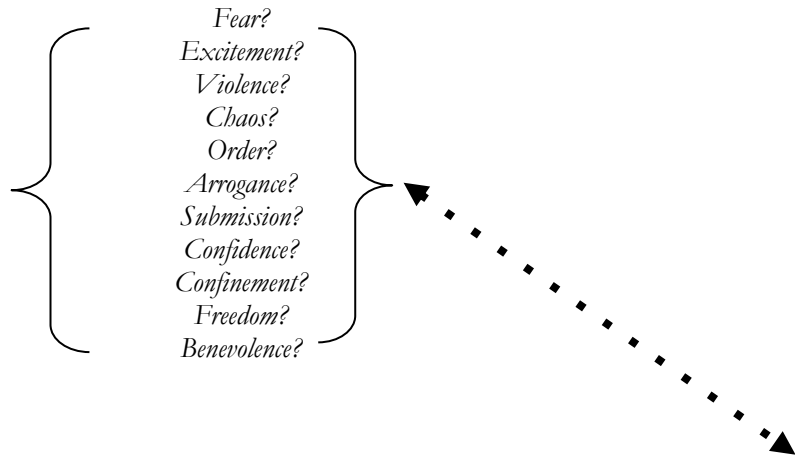 Fear?
Excitement?
Violence?
Chaos?
Order?
Arrogance?
Submission?
Confidence?
Confinement?
Freedom?
Benevolence?